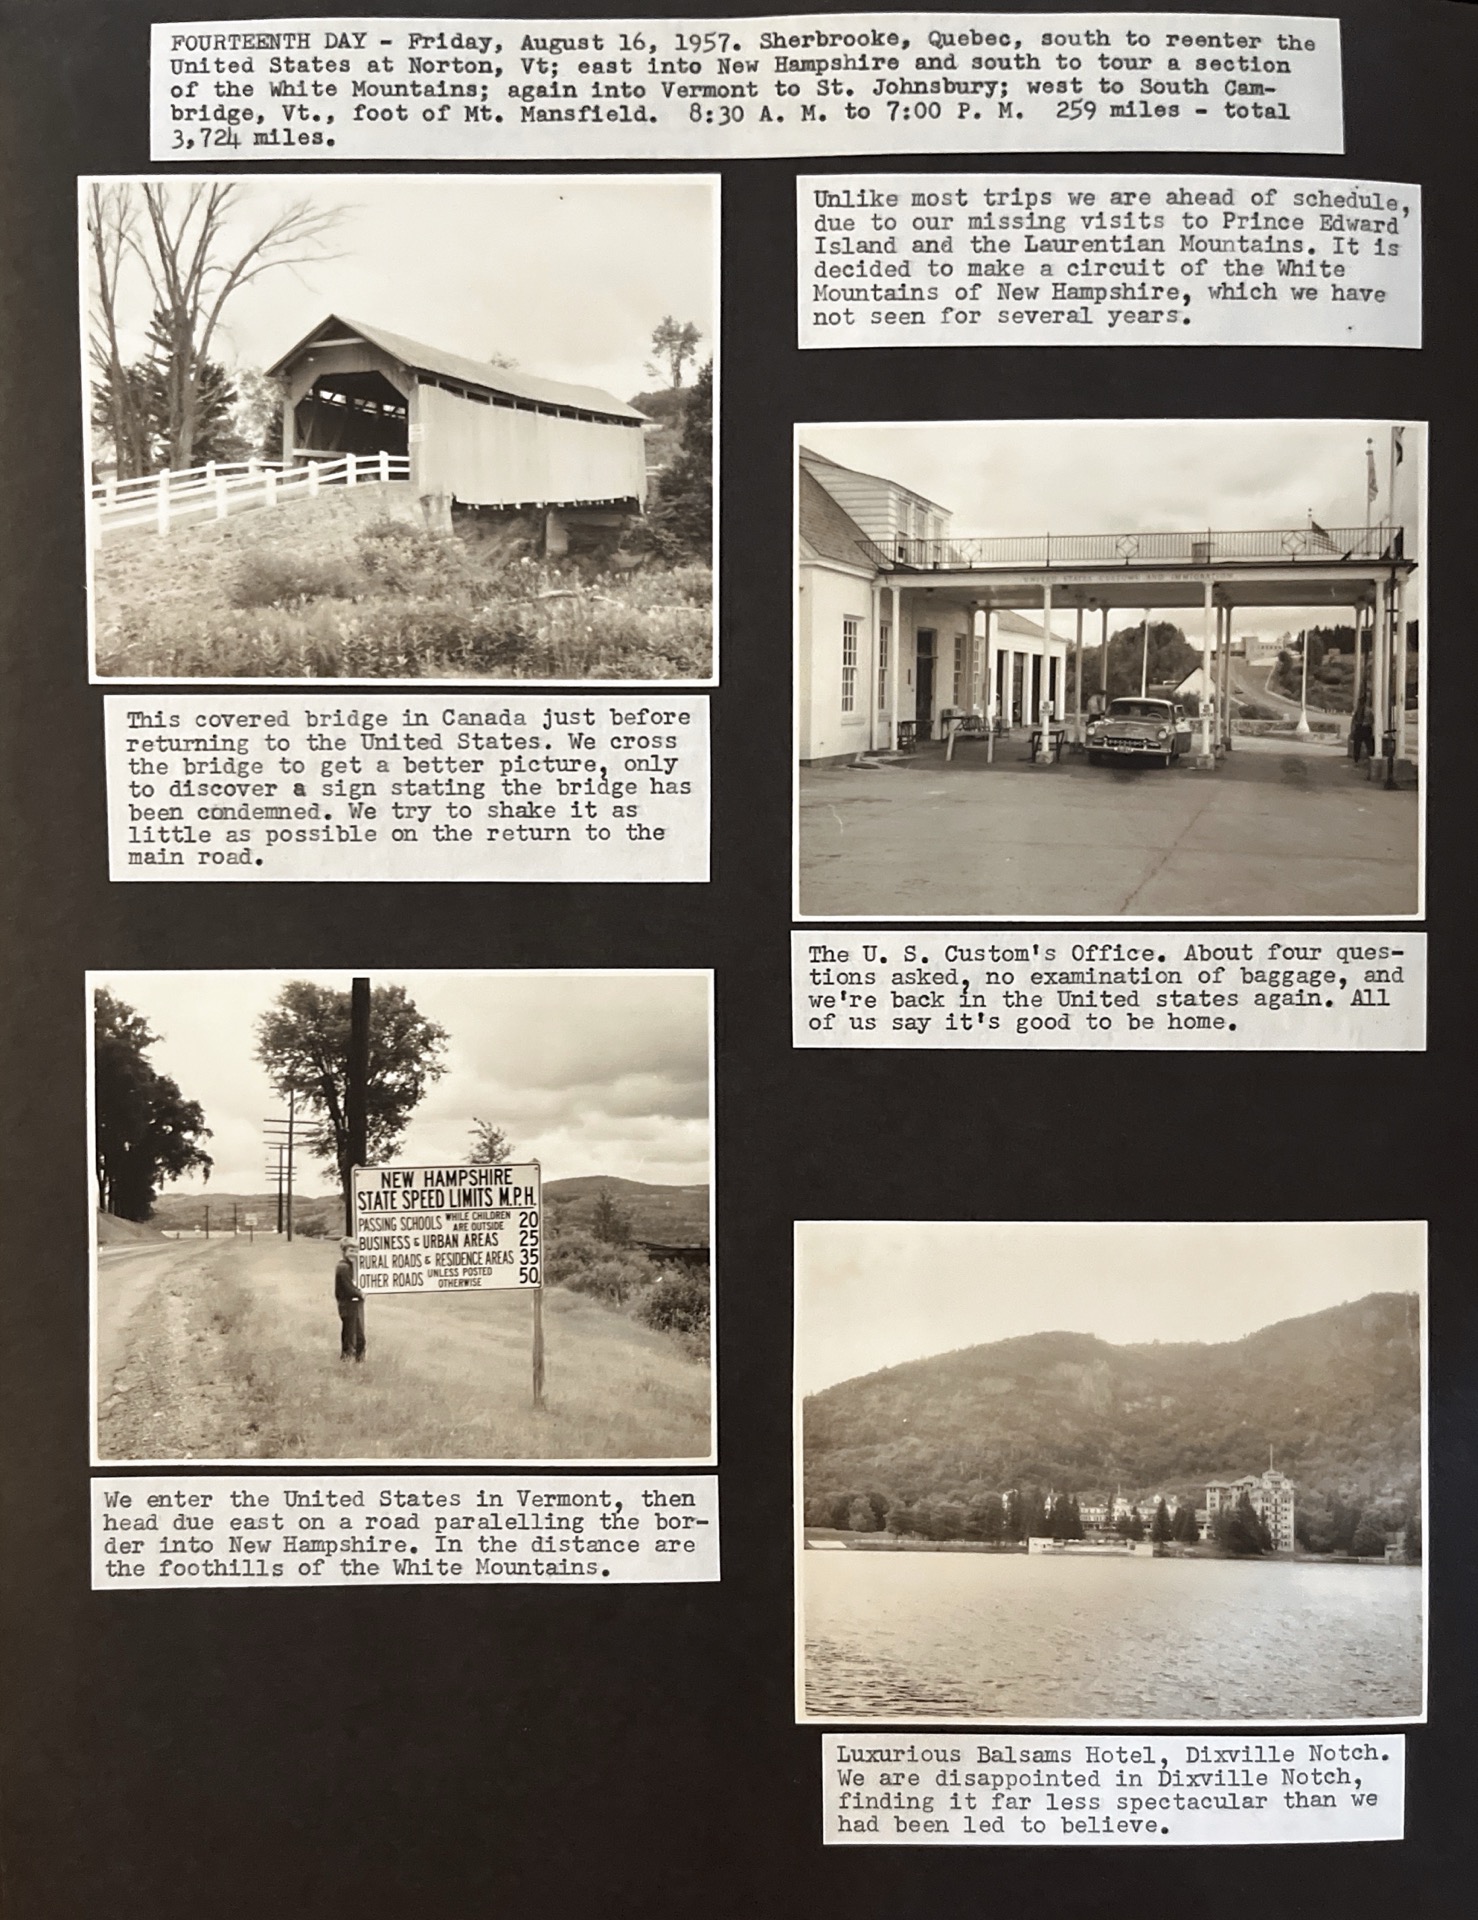 FOURTEENTH DAY - Friday, August 16, 1957. Sherbrooke, Quebec, south to reenter the
United States at Norton, Vt; east into New Hampshire and south to tour a section
of the White Mountains; again into Vermont to St. Johnsbury; west to South Cam-
bridge, Vt., foot of Mt. Mansfield. 8:30 A. M. to 7:00 P. M. 259 miles - total
3,724 miles.
Unlike most trips we are ahead of schedule,
due to our missing visits to Prince Edward
Island and the Laurentian Mountains. It is
decided to make a circuit of the White
Mountains of New Hampshire, which we have
not seen for several years.
This covered bridge in Canada just before
returning to the United States. We cross
the bridge to get a better picture, only
to discover a sign stating the bridge has
been condemned. We try to shake it as
little as possible on the return to the
main road.
UNITED STATES CUSTOMS AND IMMIGRATION
The U. S. Custom's Office. About four ques-
tions asked, no examination of baggage, and
we're back in the United states again. All
of us say it's good to be home.
NEW HAMPSHIRE
STATE SPEED LIMITS M.P.H.
PASSING SCHOOLS WHILE CHILDREN ARE OUTSIDE 20
BUSINESS & URBAN AREAS 25
RURAL ROADS & RESIDENCE AREAS 35
OTHER ROADS UNLESS POSTED OTHERWISE 50
We enter the United States in Vermont, then
head due east on a road paralelling the bor-
der into New Hampshire. In the distance are
the foothills of the White Mountains.
Luxurious Balsams Hotel, Dixville Notch.
We are disappointed in Dixville Notch,
finding it far less spectacular than we
had been led to believe.